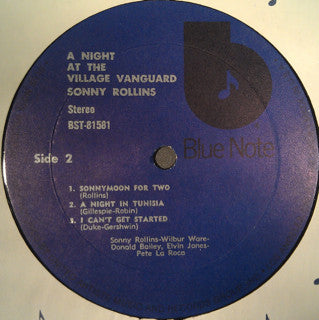 A NIGHT
AT THE
VILLAGE VANGUARD
SONNY ROLLINS
Stereo
BST-81581
Blue Note
Side 2
1. SONNYMOON FOR TWO
(Rollins)
2. A NIGHT IN TUNISIA
(Gillespie-Robin)
3. I CAN'T GET STARTED
(Duke-Gershwin)
Sonny Rollins-Wilbur Ware-
Donald Bailey, Elvin Jones-
Pete La Roca